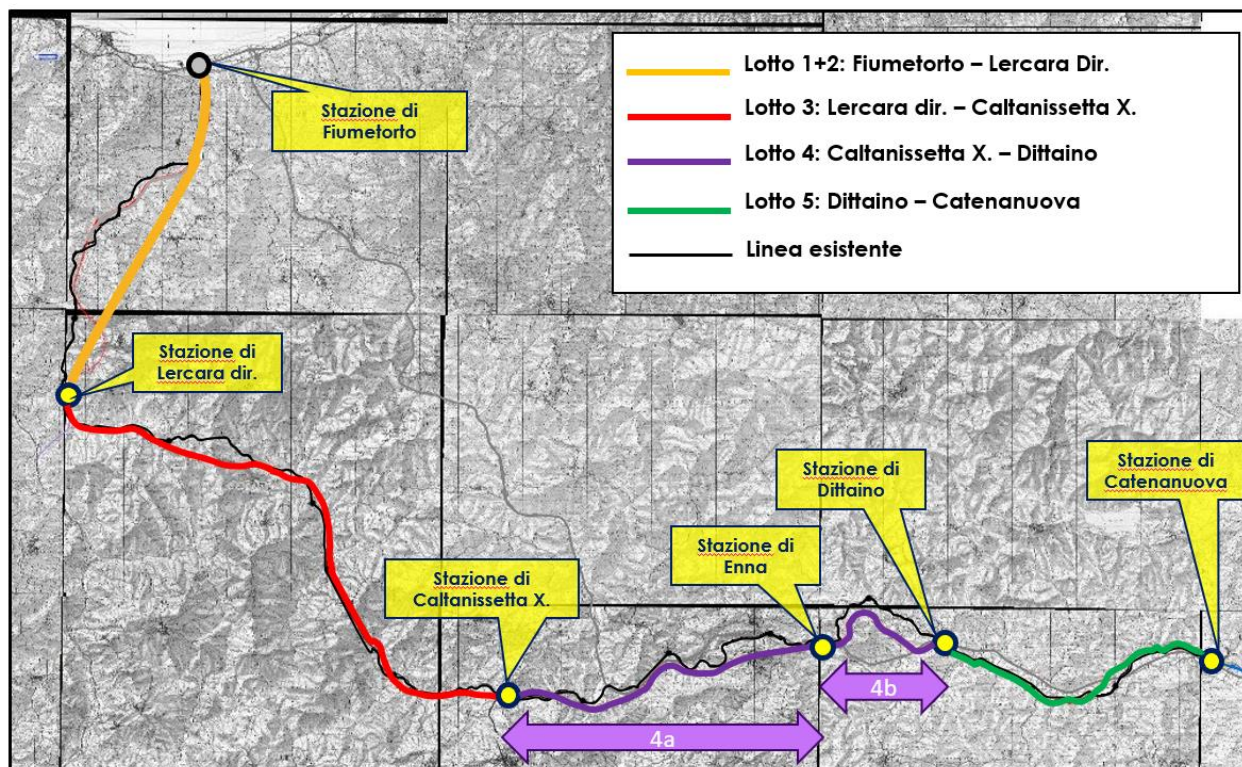 Lotto 1+2: Fiumetorto – Lercara Dir.
Lotto 3: Lercara dir. – Caltanissetta X.
Lotto 4: Caltanissetta X. – Dittaino
Lotto 5: Dittaino – Catenanuova
Linea esistente
Stazione di
Fiumetorto
Stazione di
Lercara dir.
Stazione di
Caltanissetta X.
Stazione di
Enna
Stazione di
Dittaino
Stazione di
Catenanuova
4a
4b